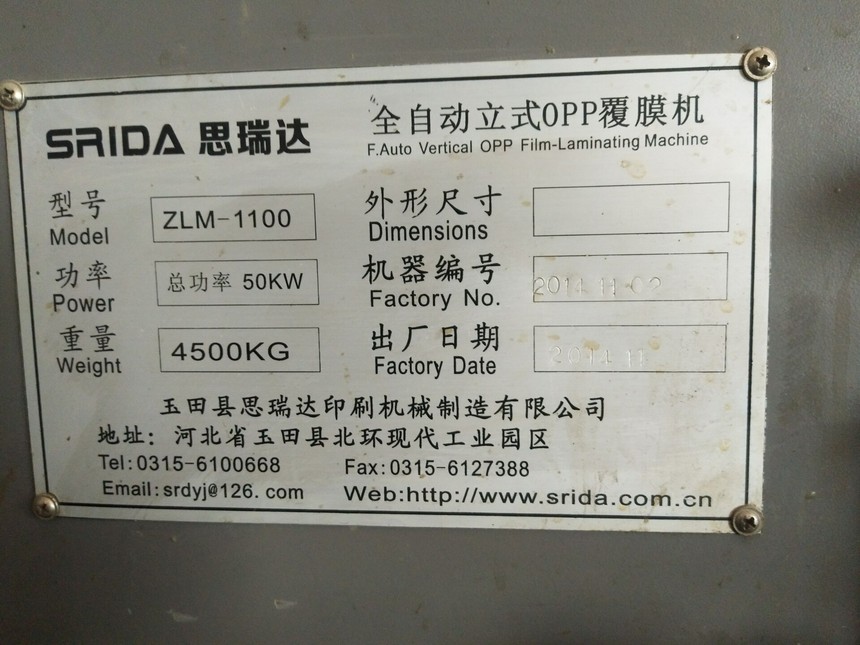 SRIDA 思瑞达
全自动立式OPP覆膜机
F.Auto Vertical OPP Film-Laminating Machine
型号 Model ZLM-1100
外形尺寸 Dimensions
功率 Power 总功率 50KW
机器编号 Factory No. 2014 11 02
重量 Weight 4500KG
出厂日期 Factory Date 2014.11
玉田县思瑞达印刷机械制造有限公司
地址：河北省玉田县北环现代工业园区
Tel:0315-6100668 Fax:0315-6127388
Email:srdyj@126.com Web:http://www.srida.com.cn